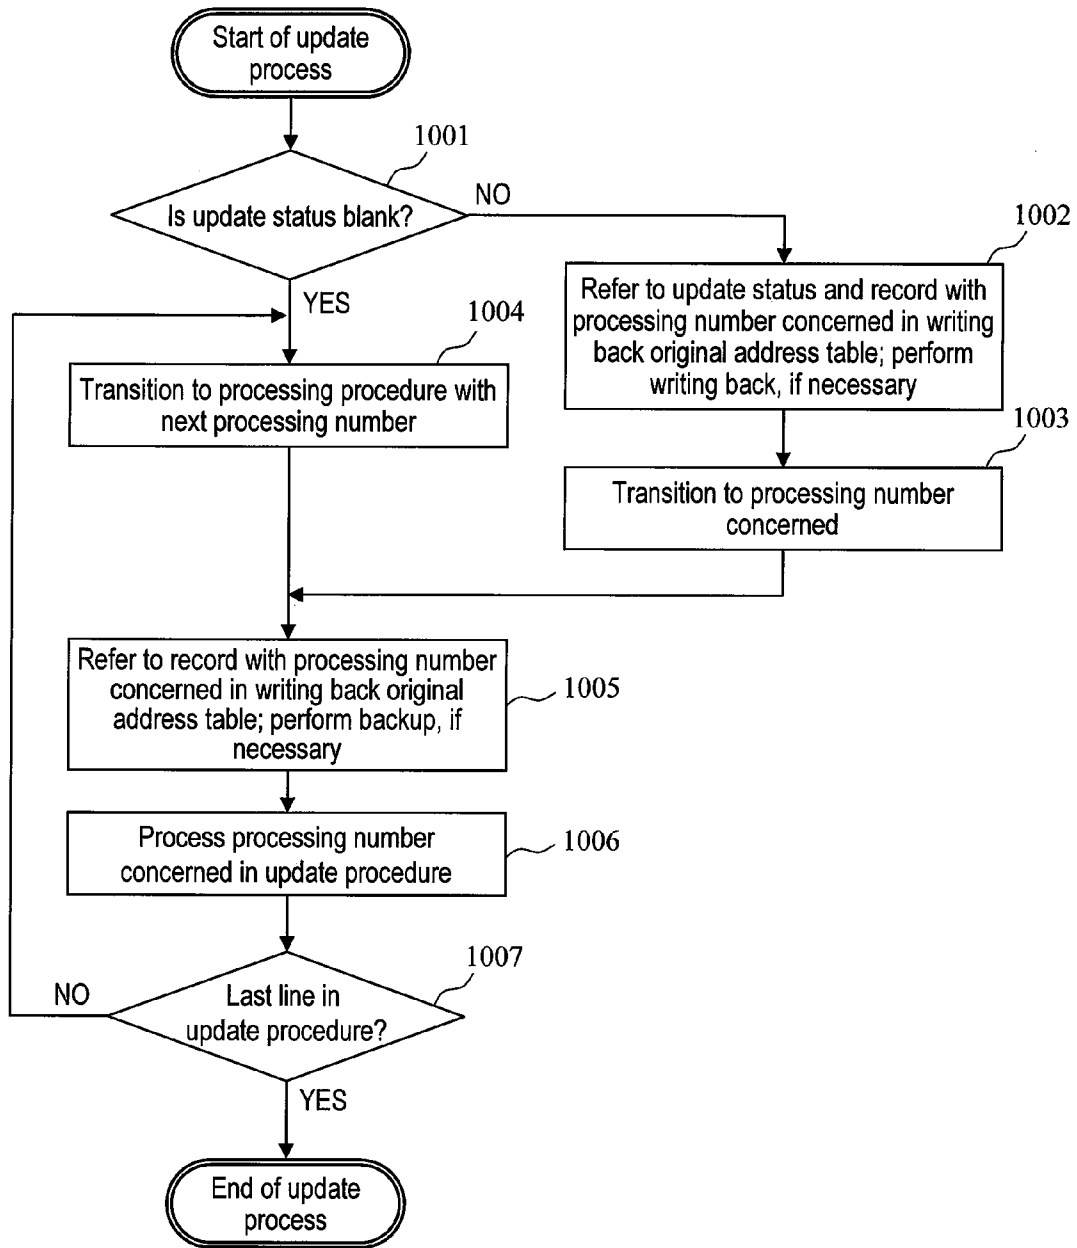 Start of update
process
1001
Is update status blank?
NO
YES
1002
Refer to update status and record with
processing number concerned in writing
back original address table; perform
writing back, if necessary
1003
Transition to processing number
concerned
1004
Transition to processing procedure with
next processing number
Refer to record with processing number
concerned in writing back original
address table; perform backup, if
necessary
1005
Process processing number
concerned in update procedure
1006
1007
Last line in
update procedure?
NO
YES
End of update
process